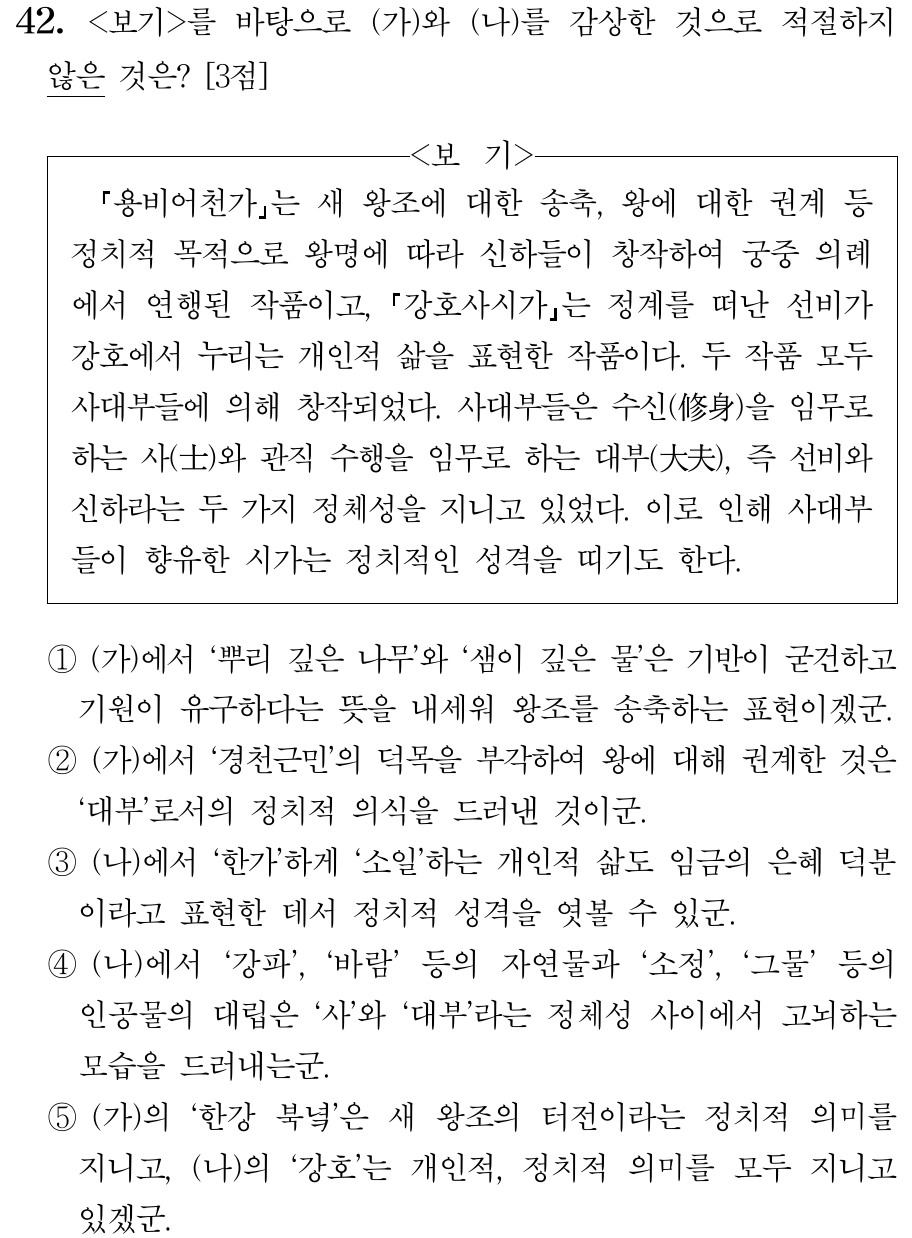 42. <보기>를 바탕으로 (가)와 (나)를 감상한 것으로 적절하지
않은 것은? [3점]
<보 기>
『용비어천가』는 새 왕조에 대한 송축, 왕에 대한 권계 등
정치적 목적으로 왕명에 따라 신하들이 창작하여 궁중 의례
에서 연행된 작품이고, 『강호사시가』는 정계를 떠난 선비가
강호에서 누리는 개인적 삶을 표현한 작품이다. 두 작품 모두
사대부들에 의해 창작되었다. 사대부들은 수신(修身)을 임무로
하는 사(士)와 관직 수행을 임무로 하는 대부(大夫), 즉 선비와
신하라는 두 가지 정체성을 지니고 있었다. 이로 인해 사대부
들이 향유한 시가는 정치적인 성격을 띠기도 한다.
① (가)에서 ‘뿌리 깊은 나무’와 ‘샘이 깊은 물’은 기반이 굳건하고
기원이 유구하다는 뜻을 내세워 왕조를 송축하는 표현이겠군.
② (가)에서 ‘경천근민’의 덕목을 부각하여 왕에 대해 권계한 것은
‘대부’로서의 정치적 의식을 드러낸 것이군.
③ (나)에서 ‘한가’하게 ‘소일’하는 개인적 삶도 임금의 은혜 덕분
이라고 표현한 데서 정치적 성격을 엿볼 수 있군.
④ (나)에서 ‘강파’, ‘바람’ 등의 자연물과 ‘소정’, ‘그물’ 등의
인공물의 대립은 ‘사’와 ‘대부’라는 정체성 사이에서 고뇌하는
모습을 드러내는군.
⑤ (가)의 ‘한강 북녘’은 새 왕조의 터전이라는 정치적 의미를
지니고, (나)의 ‘강호’는 개인적, 정치적 의미를 모두 지니고
있겠군.